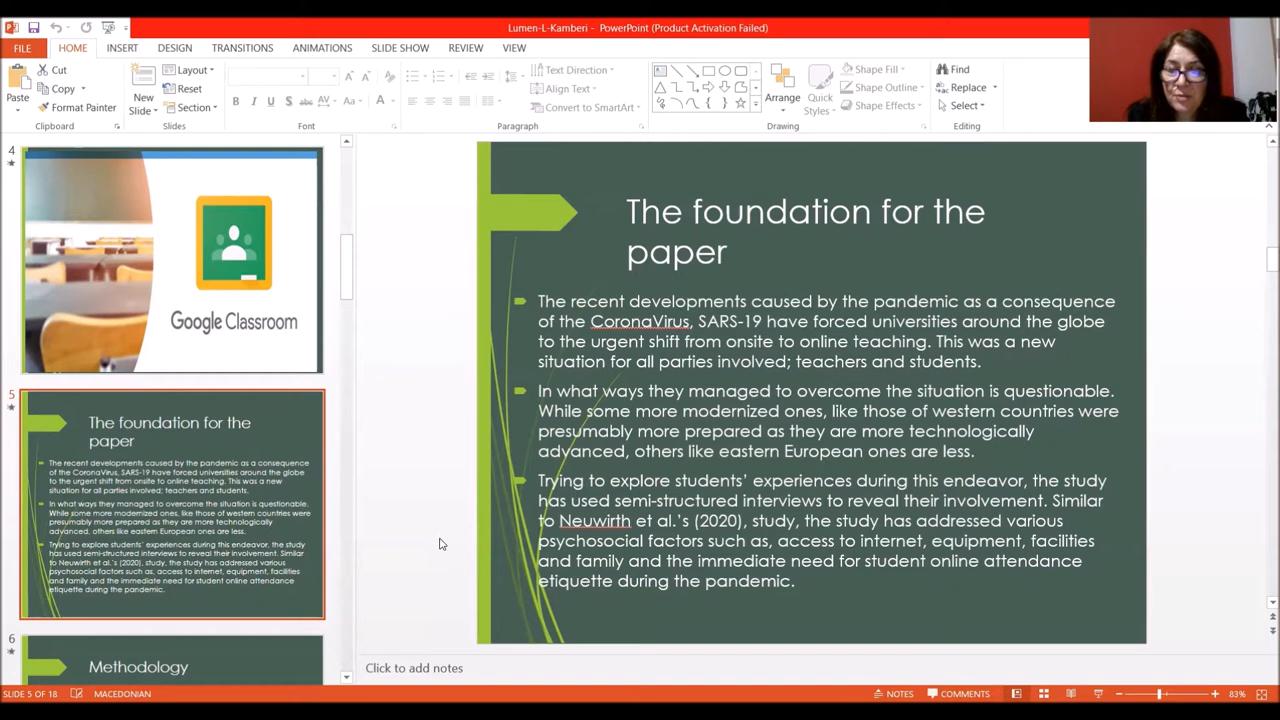 Lumen-L-Kamberi - PowerPoint (Product Activation Failed)
FILE HOME INSERT DESIGN TRANSITIONS ANIMATIONS SLIDE SHOW REVIEW VIEW
Paste
Cut
Copy
Format Painter
Clipboard
New
Slide
Layout
Reset
Section
Slides
B I U S abc AV Aa A
Font
Text Direction
Align Text
Convert to SmartArt
Paragraph
Arrange
Quick
Styles
Shape Fill
Shape Outline
Shape Effects
Drawing
Find
Replace
Select
Editing
4
Google Classroom
5
The foundation for the
paper
The recent developments caused by the pandemic as a consequence
of the CoronaVirus, SARS-19 have forced universities around the globe
to the urgent shift from onsite to online teaching. This was a new
situation for all parties involved; teachers and students.
In what ways they managed to overcome the situation is questionable.
While some more modernized ones, like those of western countries were
presumably more prepared as they are more technologically
advanced, others like eastern European ones are less.
Trying to explore students' experiences during this endeavor, the study
has used semi-structured interviews to reveal their involvement. Similar
to Neuwirth et al.'s (2020), study, the study has addressed various
psychosocial factors such as, access to internet, equipment, facilities
and family and the immediate need for student online attendance
etiquette during the pandemic.
6
Methodology
The foundation for the
paper
The recent developments caused by the pandemic as a consequence
of the CoronaVirus, SARS-19 have forced universities around the globe
to the urgent shift from onsite to online teaching. This was a new
situation for all parties involved; teachers and students.
In what ways they managed to overcome the situation is questionable.
While some more modernized ones, like those of western countries were
presumably more prepared as they are more technologically
advanced, others like eastern European ones are less.
Trying to explore students' experiences during this endeavor, the study
has used semi-structured interviews to reveal their involvement. Similar
to Neuwirth et al.'s (2020), study, the study has addressed various
psychosocial factors such as, access to internet, equipment, facilities
and family and the immediate need for student online attendance
etiquette during the pandemic.
Click to add notes
SLIDE 5 OF 18 MACEDONIAN NOTES COMMENTS 83%